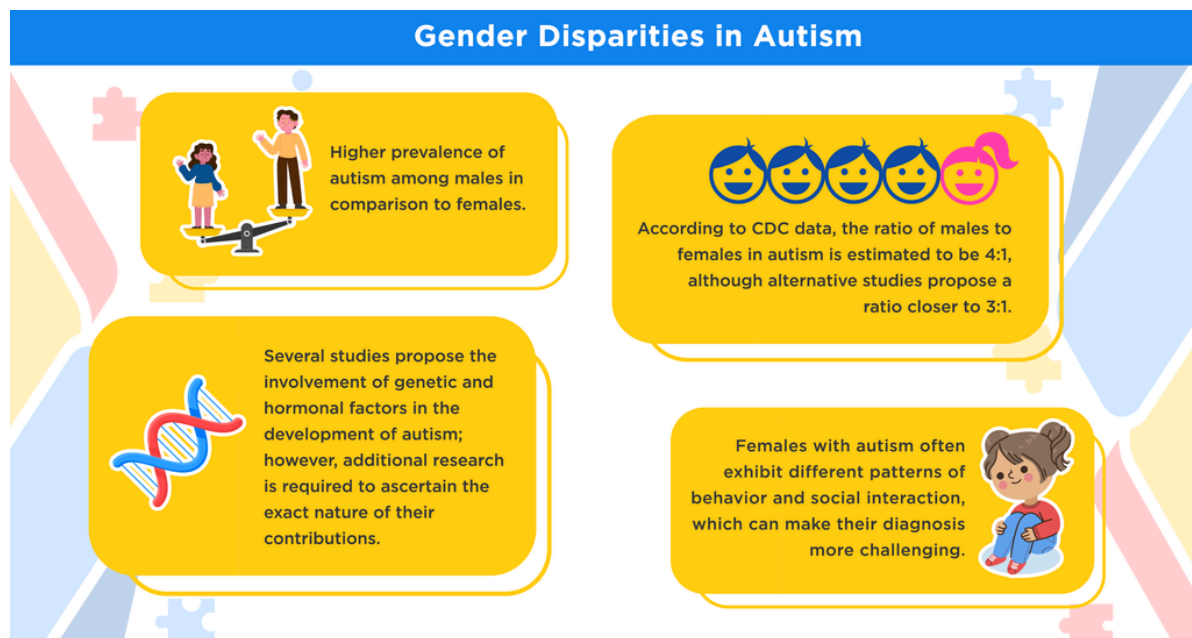 Gender Disparities in Autism
Higher prevalence of
autism among males in
comparison to females.
According to CDC data, the ratio of males to
females in autism is estimated to be 4:1,
although alternative studies propose a
ratio closer to 3:1.
Several studies propose the
involvement of genetic and
hormonal factors in the
development of autism;
however, additional research
is required to ascertain the
exact nature of their
contributions.
Females with autism often
exhibit different patterns of
behavior and social interaction,
which can make their diagnosis
more challenging.